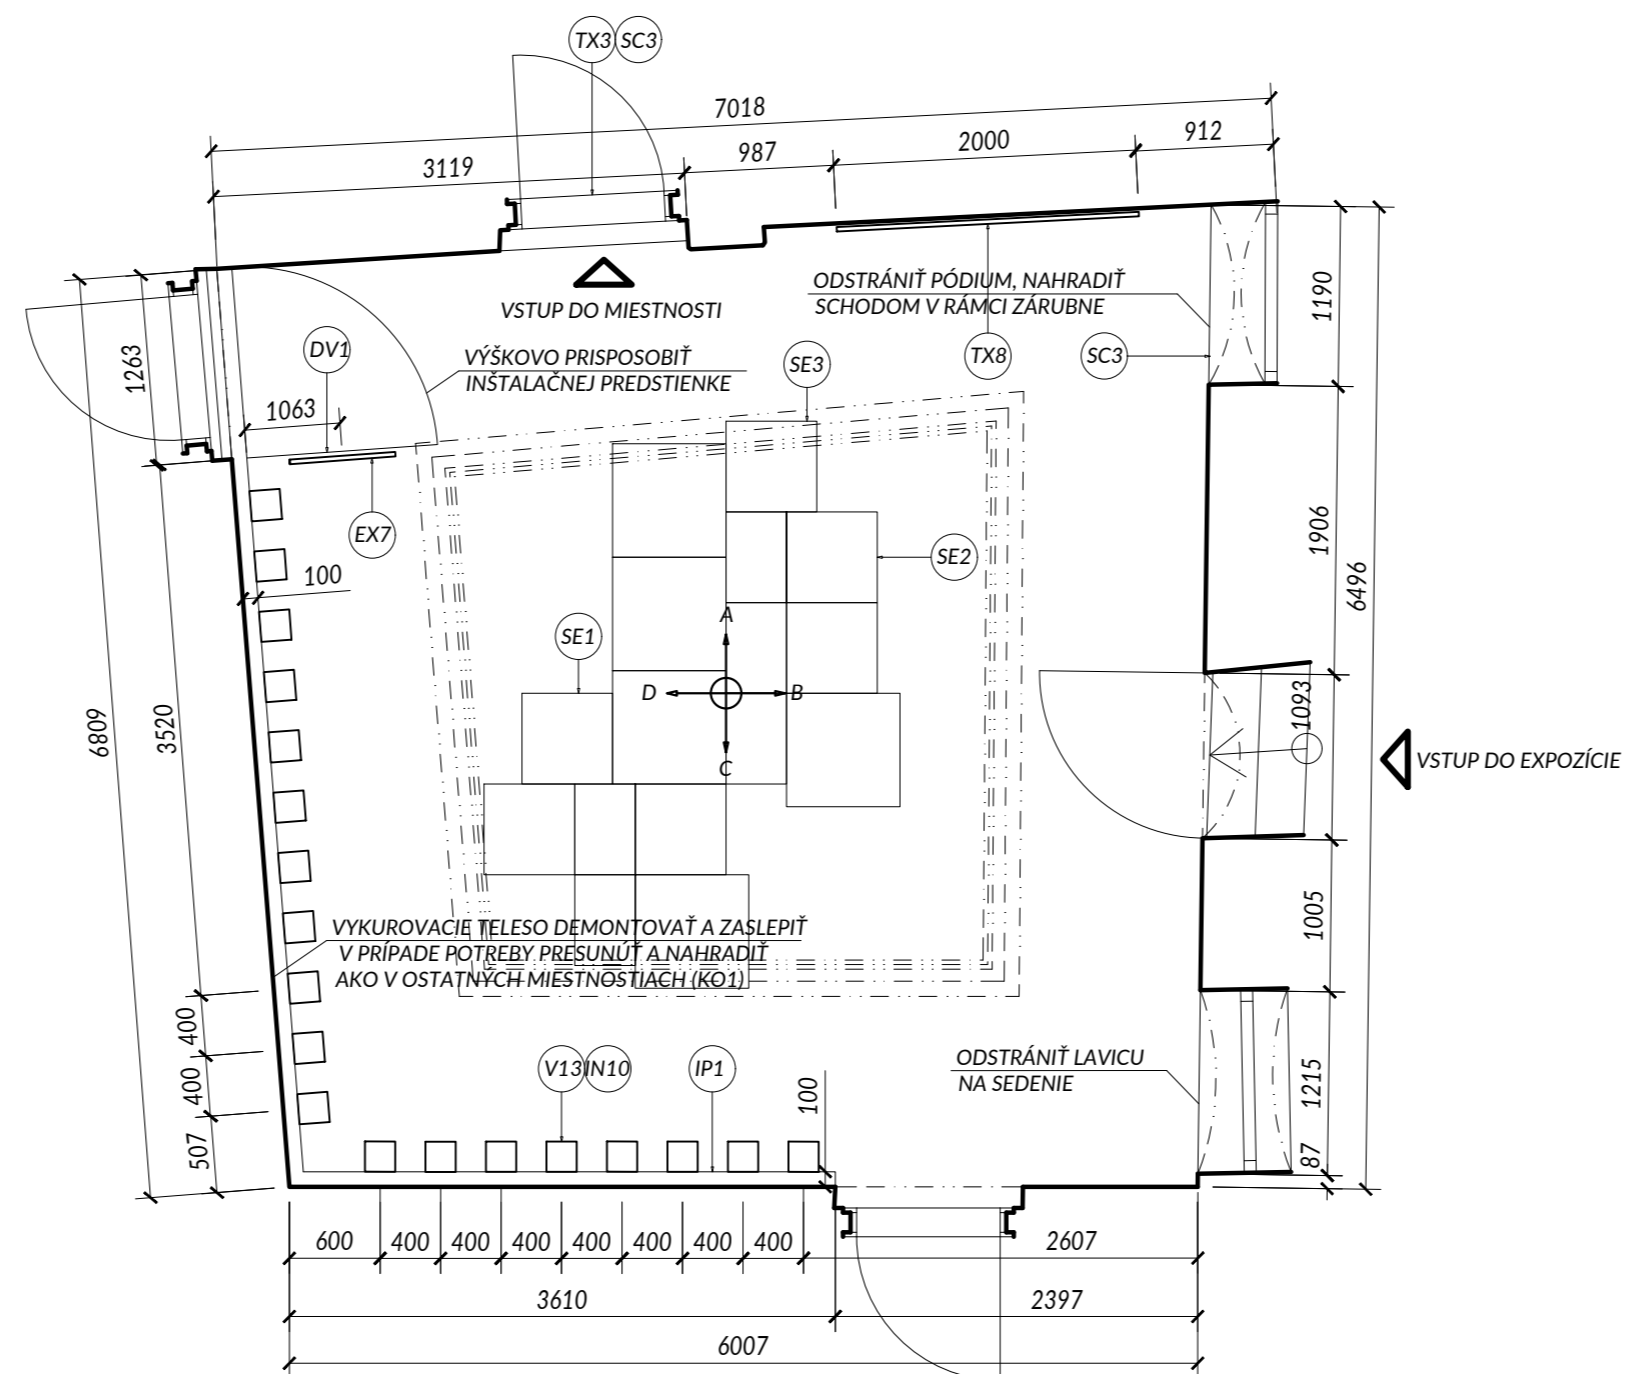 TX3 SC3
7018
3119
987
2000
912
VSTUP DO MIESTNOSTI
ODSTRÁNIŤ PÓDIUM, NAHRADIŤ
SCHODOM V RÁMCI ZÁRUBNE
1190
DV1
VÝŠKOVO PRISPOSOBIŤ
INŠTALAČNEJ PREDSTIENKE
SE3
TX8
SC3
1263
1063
EX7
SE2
1906
6496
100
SE1
A
D
B
C
6809
3520
1093
VSTUP DO EXPOZÍCIE
VYKUROVACIE TELESO DEMONTOVAŤ A ZASLEPIŤ
V PRÍPADE POTREBY PRESUNÚŤ A NAHRADIŤ
AKO V OSTATNÝCH MIESTNOSTIACH (KO1)
1005
400
400
507
V13 IN10
IP1
100
ODSTRÁNIŤ LAVICU
NA SEDENIE
1215
87
600 400 400 400 400 400 400 400 2607
3610 2397
6007